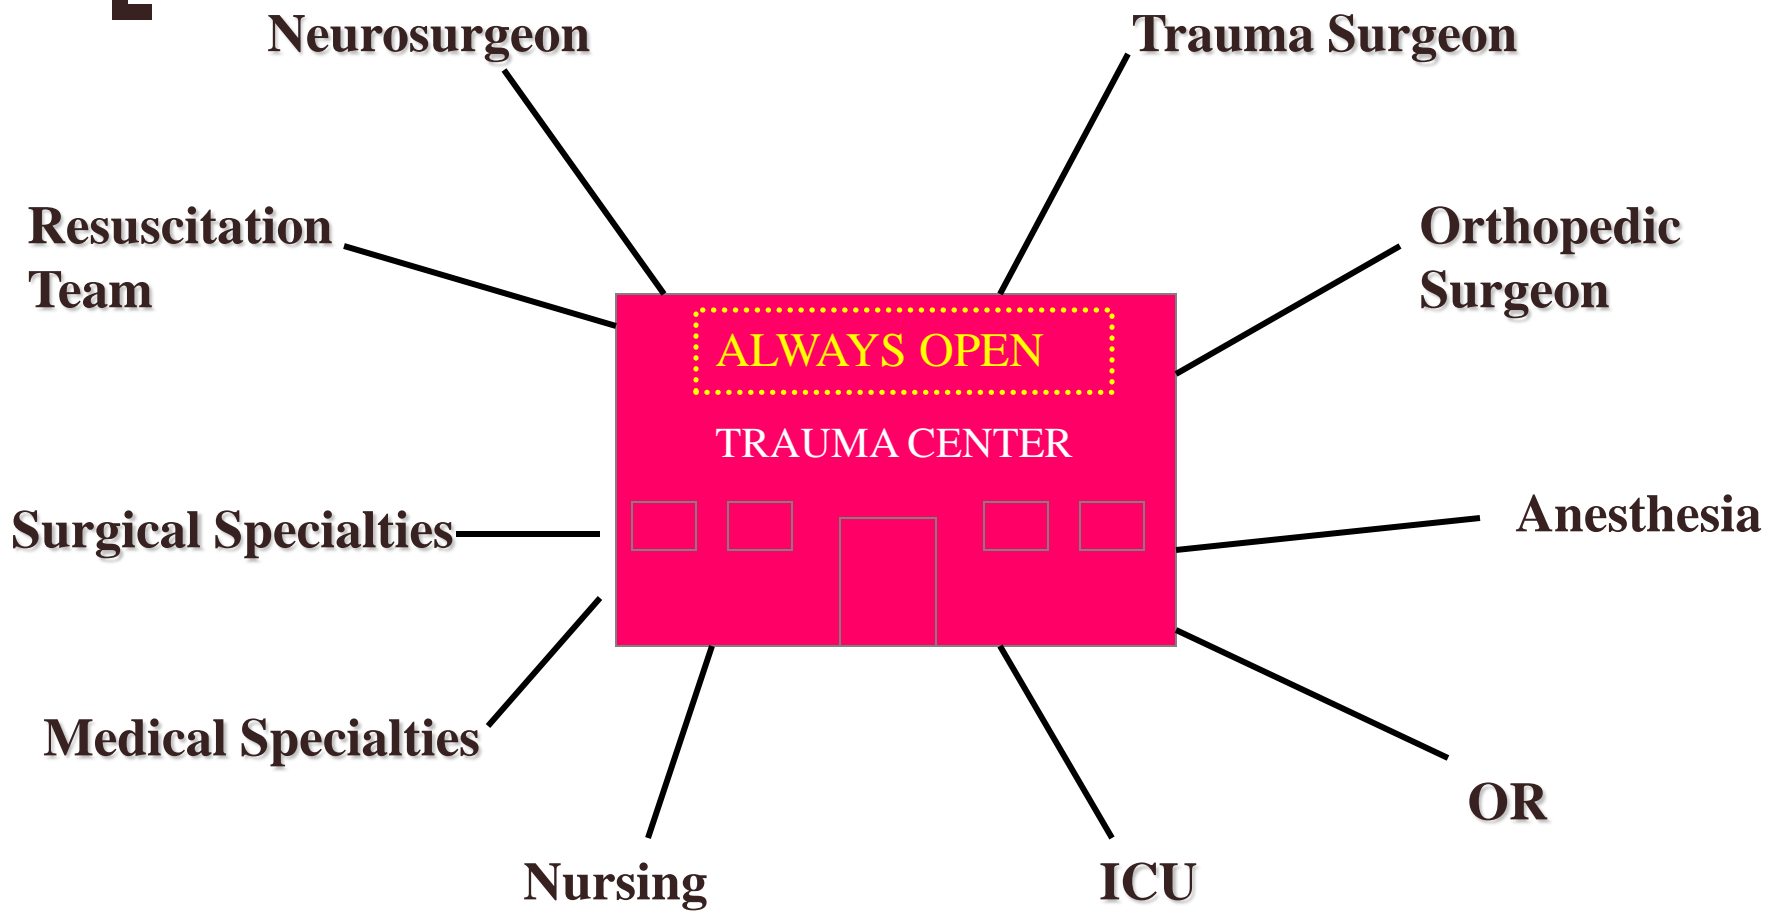 Neurosurgeon
Trauma Surgeon
Resuscitation
Team
Orthopedic
Surgeon
ALWAYS OPEN
TRAUMA CENTER
Surgical Specialties
Anesthesia
Medical Specialties
OR
Nursing
ICU